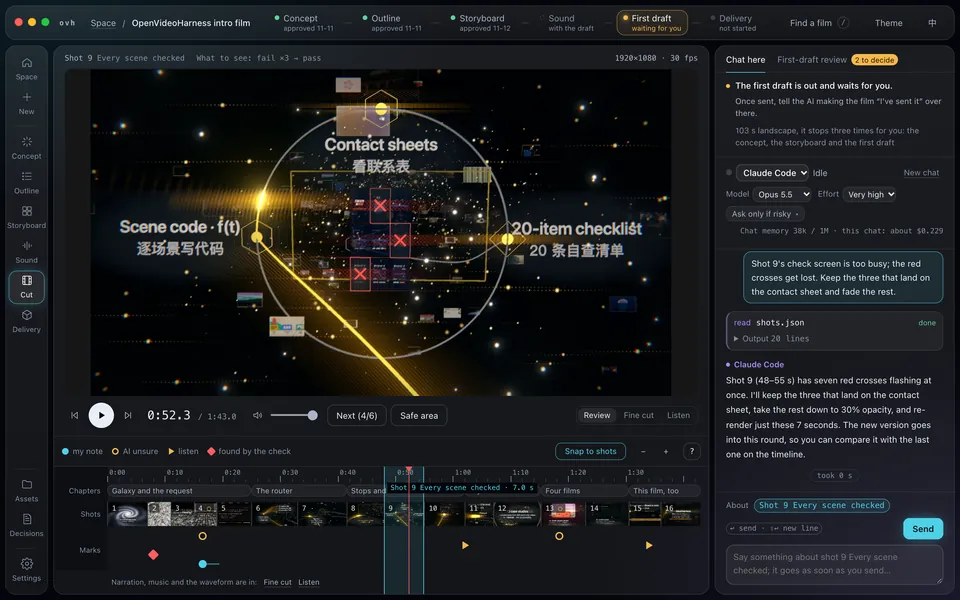 ovh
Space / OpenVideoHarness intro film
Concept
approved 11-11
Outline
approved 11-11
Storyboard
approved 11-12
Sound
with the draft
First draft
waiting for you
Delivery
not started
Find a film /
Theme
中
Space
New
Concept
Outline
Storyboard
Sound
Cut
Delivery
Assets
Decisions
Settings
Shot 9 Every scene checked What to see: fail ×3 → pass
1920×1080 · 30 fps
Contact sheets
看联系表
Scene code · f(t)
逐场景写代码
20-item checklist
20 条自查清单
0:52.3 / 1:43.0
Next (4/6)
Safe area
Review
Fine cut
Listen
my note
AI unsure
listen
found by the check
Snap to shots
−
+
?
0:00 0:10 0:20 0:30 0:40 0:50 1:00 1:10 1:20 1:30
Chapters
Galaxy and the request
The router
Stops and
Four films
This film, too
Shot 9 Every scene checked · 7.0 s
Shots
1 2 3 4 5 6 7 8 9 10 11 12 13 14 15 16
Marks
Narration, music and the waveform are in: Fine cut Listen
Chat here
First-draft review 2 to decide
The first draft is out and waits for you.
Once sent, tell the AI making the film “I've sent it” over
there.
103 s landscape, it stops three times for you: the
concept, the storyboard and the first draft
Claude Code Idle
New chat
Model Opus 5.5 Effort Very high
Ask only if risky
Chat memory 38k / 1M · this chat: about $0.229
Shot 9's check screen is too busy; the red
crosses get lost. Keep the three that land on
the contact sheet and fade the rest.
read shots.json done
Output 20 lines
Claude Code
Shot 9 (48–55 s) has seven red crosses flashing at
once. I'll keep the three that land on the contact
sheet, take the rest down to 30% opacity, and re-
render just these 7 seconds. The new version goes
into this round, so you can compare it with the last
one on the timeline.
took 0 s
About Shot 9 Every scene checked
↩ send · ⇧↩ new line
Send
Say something about shot 9 Every scene
checked; it goes as soon as you send…